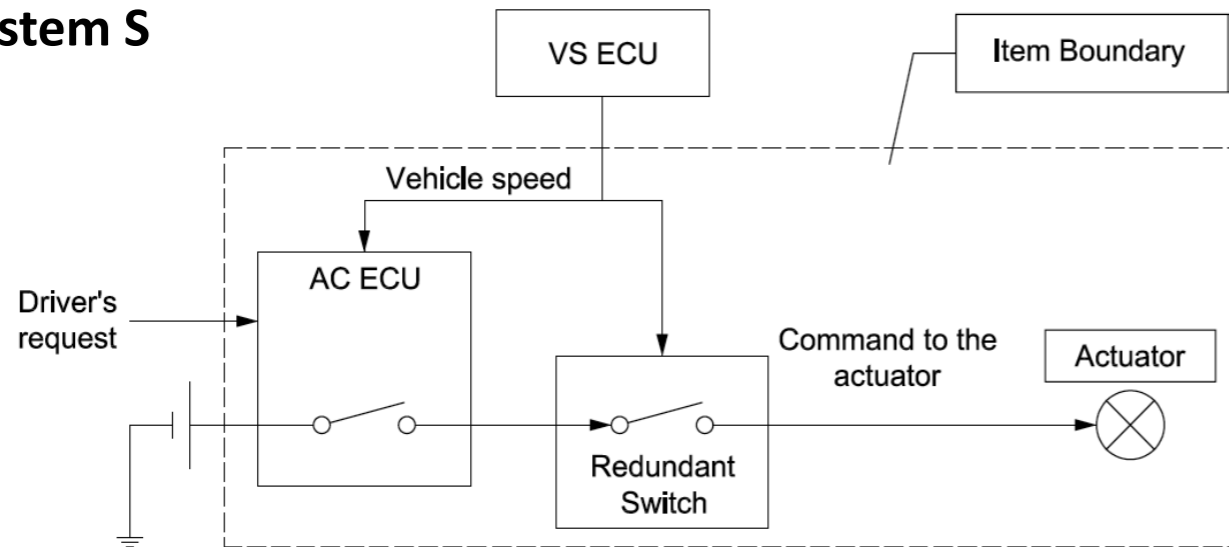 stem S
VS ECU
Item Boundary
Vehicle speed
AC ECU
Driver's
request
Command to the
actuator
Actuator
Redundant
Switch